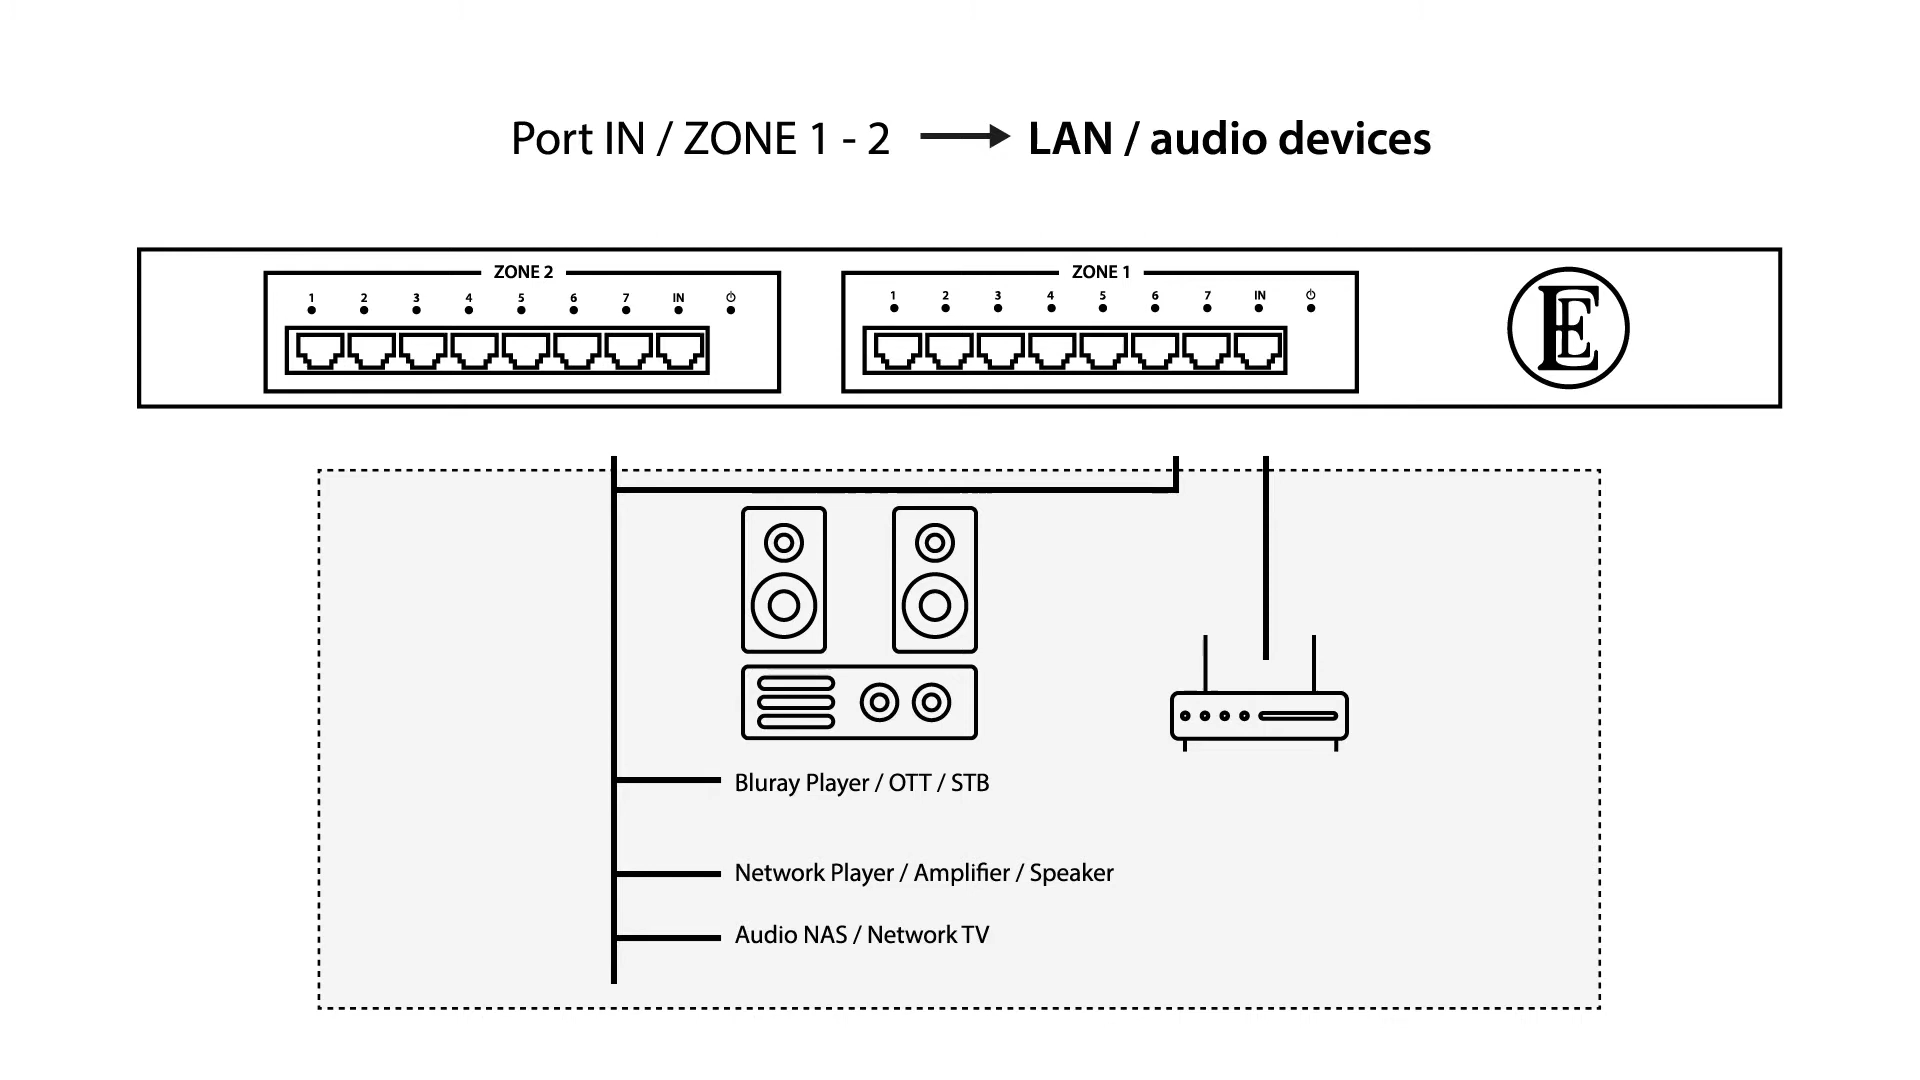 Port IN / ZONE 1 - 2 → LAN / audio devices
ZONE 2
1 2 3 4 5 6 7 IN
ZONE 1
1 2 3 4 5 6 7 IN
EE
Bluray Player / OTT / STB
Network Player / Amplifier / Speaker
Audio NAS / Network TV